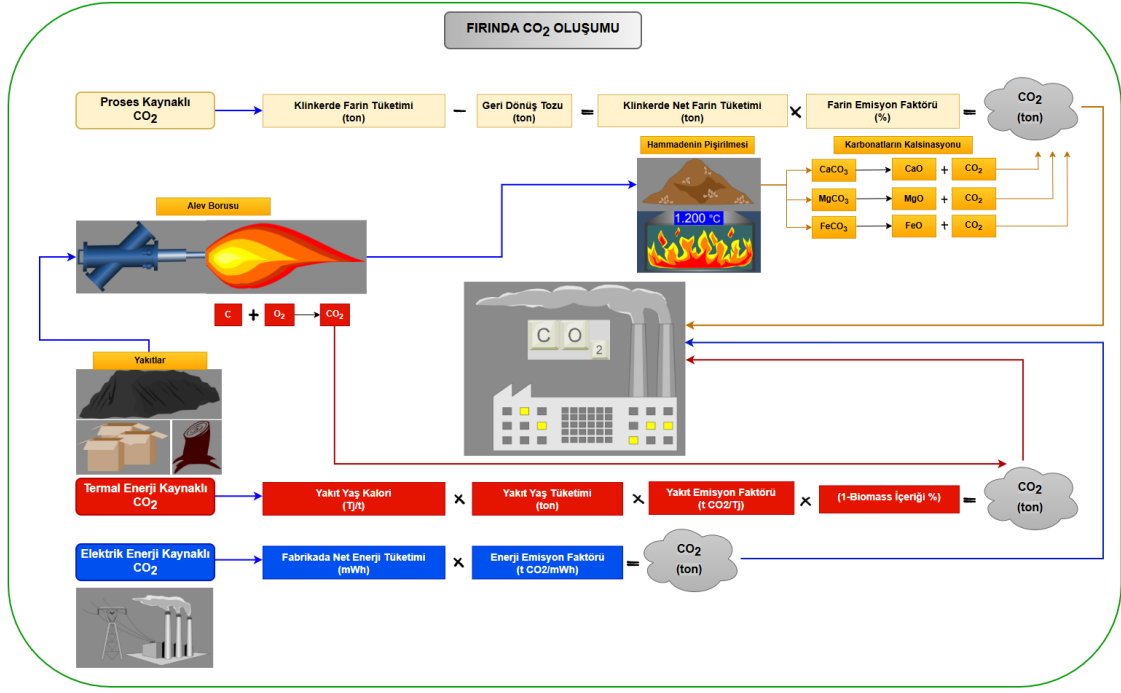 FIRINDA CO2 OLUŞUMU
Proses Kaynaklı
CO2
Klinkerde Farin Tüketimi
(ton)
−
Geri Dönüş Tozu
(ton)
=
Klinkerde Net Farin Tüketimi
(ton)
×
Farin Emisyon Faktörü
(%)
=
CO2
(ton)
Hammadenin Pişirilmesi
Karbonatların Kalsinasyonu
1.200 °C
CaCO3
CaO
+
CO2
MgCO3
MgO
+
CO2
FeCO3
FeO
+
CO2
Alev Borusu
C
+
O2
CO2
C O 2
Yakıtlar
Termal Enerji Kaynaklı
CO2
Yakıt Yaş Kalori
(Tj/t)
×
Yakıt Yaş Tüketimi
(ton)
×
Yakıt Emisyon Faktörü
(t CO2/Tj)
×
(1-Biomass İçeriği %)
=
CO2
(ton)
Elektrik Enerji Kaynaklı
CO2
Fabrikada Net Enerji Tüketimi
(mWh)
×
Enerji Emisyon Faktörü
(t CO2/mWh)
=
CO2
(ton)